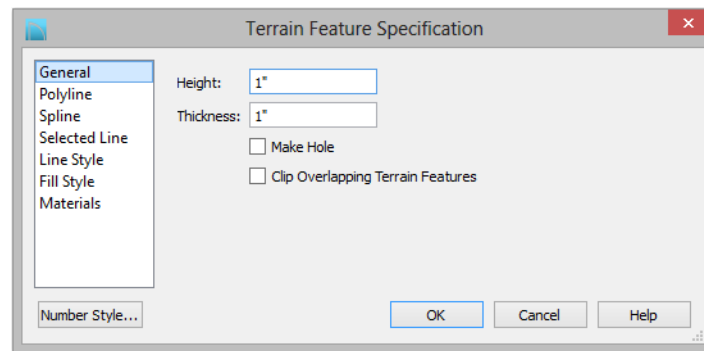 Terrain Feature Specification
General
Polyline
Spline
Selected Line
Line Style
Fill Style
Materials
Height: 1"
Thickness: 1"
Make Hole
Clip Overlapping Terrain Features
Number Style... OK Cancel Help